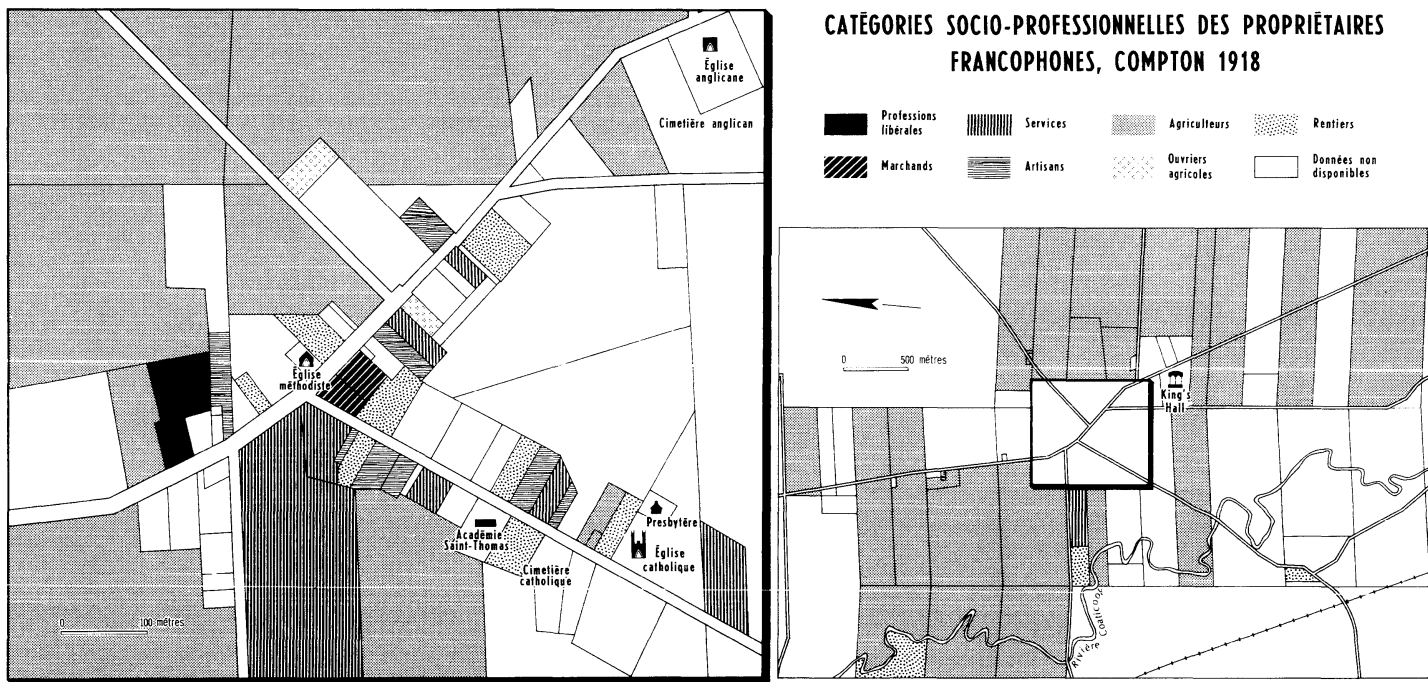 CATÉGORIES SOCIO-PROFESSIONNELLES DES PROPRIÉTAIRES
FRANCOPHONES, COMPTON 1918
Professions
libérales
Services
Agriculteurs
Rentiers
Marchands
Artisans
Ouvriers
agricoles
Données non
disponibles
Église
anglicane
Cimetière anglican
Église
méthodiste
Académie
Saint-Thomas
Cimetière
catholique
Presbytère
Église
catholique
0 100 mètres
0 500 mètres
King's
Hall
Rivière Coaticook